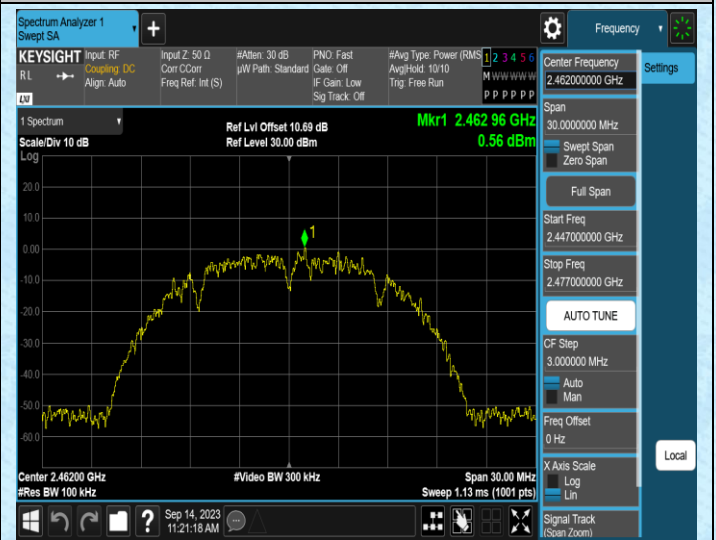 Spectrum Analyzer 1
Swept SA
Frequency
KEYSIGHT
RL
LXI
Input: RF
Coupling: DC
Align: Auto
Input Z: 50 Ω
Corr CCorr
Freq Ref: Int (S)
#Atten: 30 dB
µW Path: Standard
PNO: Fast
Gate: Off
IF Gain: Low
Sig Track: Off
#Avg Type: Power (RMS
Avg|Hold: 10/10
Trig: Free Run
1 2 3 4 5 6
M W W W W W
P P P P P P
1 Spectrum
Scale/Div 10 dB
Ref Lvl Offset 10.69 dB
Ref Level 30.00 dBm
Mkr1 2.462 96 GHz
0.56 dBm
Log
20.0
10.0
0.00
-10.0
-20.0
-30.0
-40.0
-50.0
-60.0
1
Center 2.46200 GHz
#Res BW 100 kHz
#Video BW 300 kHz
Span 30.00 MHz
Sweep 1.13 ms (1001 pts)
Center Frequency
2.462000000 GHz
Settings
Span
30.0000000 MHz
Swept Span
Zero Span
Full Span
Start Freq
2.447000000 GHz
Stop Freq
2.477000000 GHz
AUTO TUNE
CF Step
3.000000 MHz
Auto
Man
Freq Offset
0 Hz
X Axis Scale
Log
Lin
Local
Signal Track
(Span Zoom)
?
Sep 14, 2023
11:21:18 AM